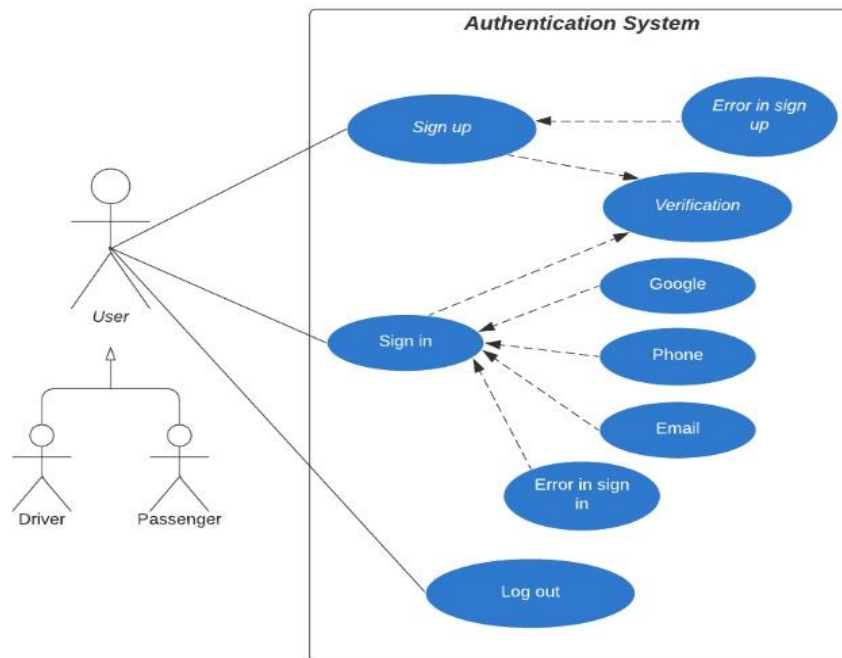 Authentication System
Sign up
Error in sign
up
Verification
Google
User
Sign in
Phone
Email
Error in sign
in
Driver
Passenger
Log out